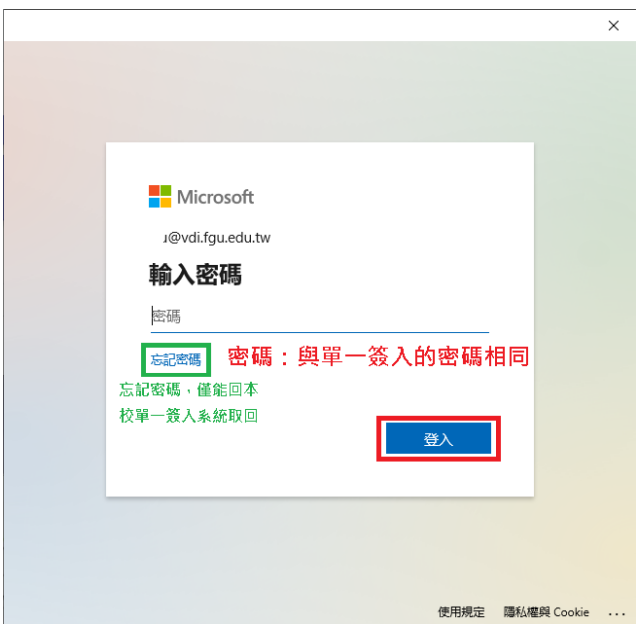 Microsoft
@vdi.fgu.edu.tw
輸入密碼
密碼
忘記密碼
密碼：與單一簽入的密碼相同
忘記密碼，僅能回本
校單一簽入系統取回
登入
使用規定 隱私權與 Cookie ...